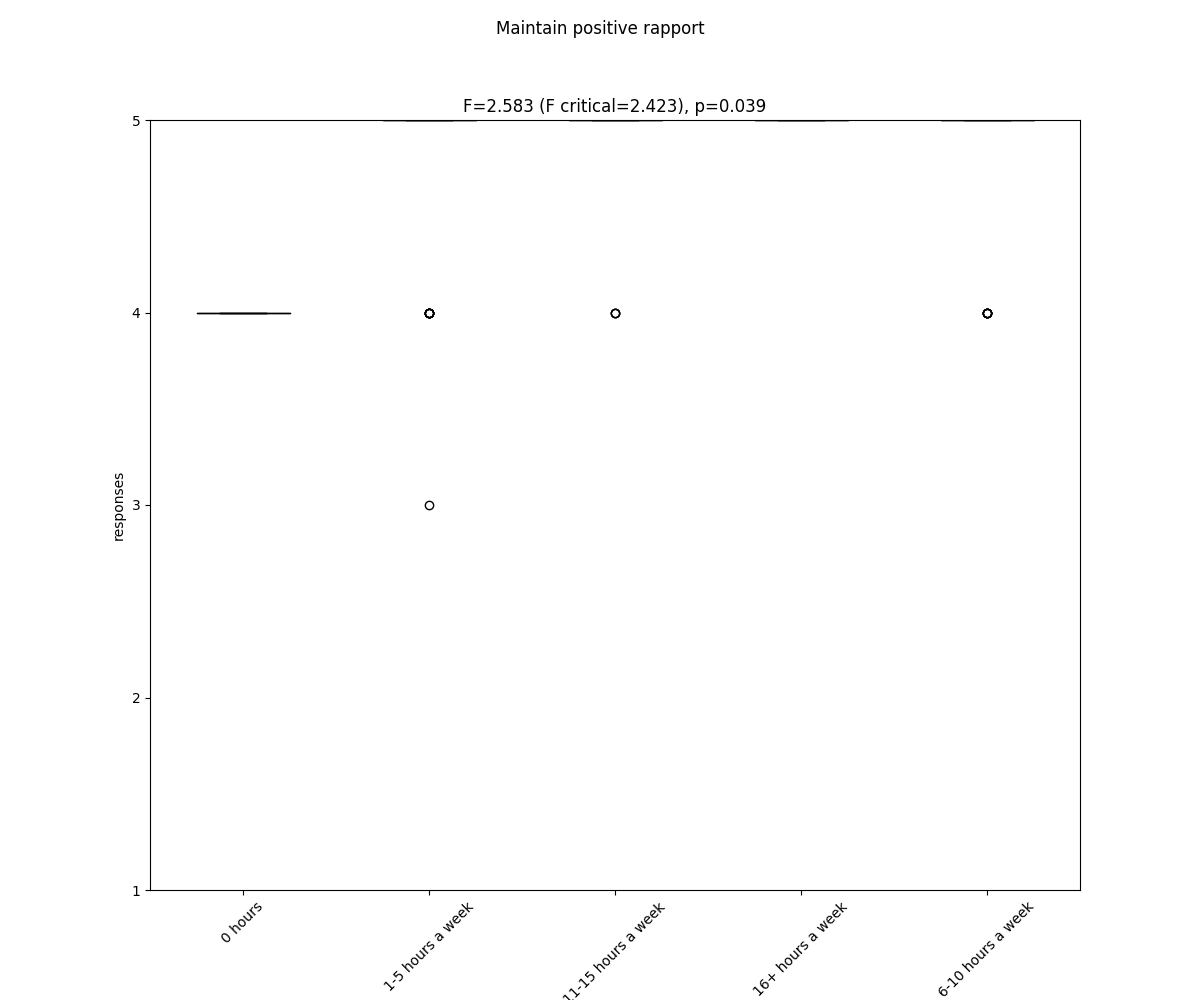 Maintain positive rapport
F=2.583 (F critical=2.423), p=0.039
5
4
3
2
1
responses
0 hours
1-5 hours a week
11-15 hours a week
16+ hours a week
6-10 hours a week